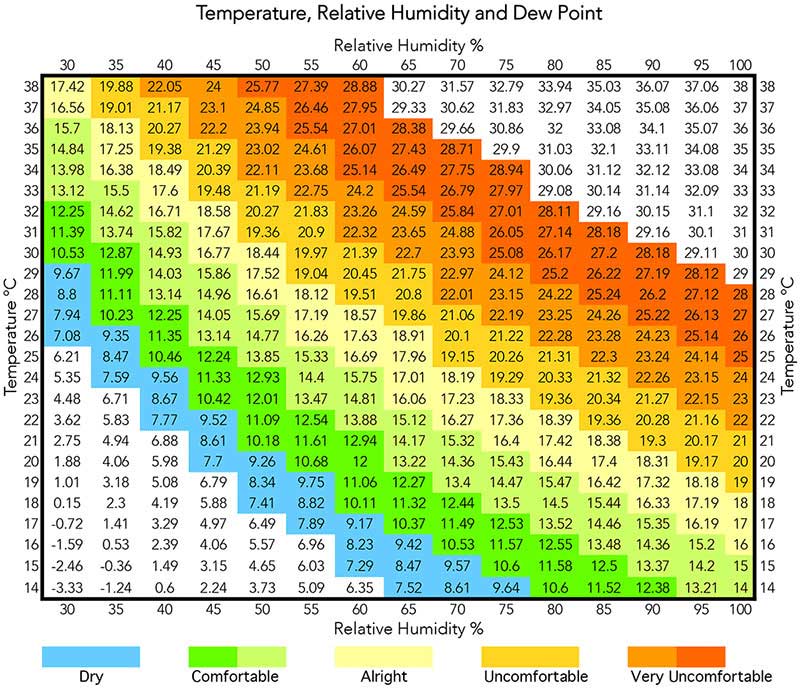 Temperature, Relative Humidity and Dew Point
Relative Humidity %
30 35 40 45 50 55 60 65 70 75 80 85 90 95 100
38 17.42 19.88 22.05 24 25.77 27.39 28.88 30.27 31.57 32.79 33.94 35.03 36.07 37.06 38 38
37 16.56 19.01 21.17 23.1 24.85 26.46 27.95 29.33 30.62 31.83 32.97 34.05 35.08 36.06 37 37
36 15.7 18.13 20.27 22.2 23.94 25.54 27.01 28.38 29.66 30.86 32 33.08 34.1 35.07 36 36
35 14.84 17.25 19.38 21.29 23.02 24.61 26.07 27.43 28.71 29.9 31.03 32.1 33.11 34.08 35 35
34 13.98 16.38 18.49 20.39 22.11 23.68 25.14 26.49 27.75 28.94 30.06 31.12 32.12 33.08 34 34
33 13.12 15.5 17.6 19.48 21.19 22.75 24.2 25.54 26.79 27.97 29.08 30.14 31.14 32.09 33 33
32 12.25 14.62 16.71 18.58 20.27 21.83 23.26 24.59 25.84 27.01 28.11 29.16 30.15 31.1 32 32
31 11.39 13.74 15.82 17.67 19.36 20.9 22.32 23.65 24.88 26.05 27.14 28.18 29.16 30.1 31 31
30 10.53 12.87 14.93 16.77 18.44 19.97 21.39 22.7 23.93 25.08 26.17 27.2 28.18 29.11 30 30
29 9.67 11.99 14.03 15.86 17.52 19.04 20.45 21.75 22.97 24.12 25.2 26.22 27.19 28.12 29 29
28 8.8 11.11 13.14 14.96 16.61 18.12 19.51 20.8 22.01 23.15 24.22 25.24 26.2 27.12 28 28
27 7.94 10.23 12.25 14.05 15.69 17.19 18.57 19.86 21.06 22.19 23.25 24.26 25.22 26.13 27 27
26 7.08 9.35 11.35 13.14 14.77 16.26 17.63 18.91 20.1 21.22 22.28 23.28 24.23 25.14 26 26
25 6.21 8.47 10.46 12.24 13.85 15.33 16.69 17.96 19.15 20.26 21.31 22.3 23.24 24.14 25 25
24 5.35 7.59 9.56 11.33 12.93 14.4 15.75 17.01 18.19 19.29 20.33 21.32 22.26 23.15 24 24
23 4.48 6.71 8.67 10.42 12.01 13.47 14.81 16.06 17.23 18.33 19.36 20.34 21.27 22.15 23 23
22 3.62 5.83 7.77 9.52 11.09 12.54 13.88 15.12 16.27 17.36 18.39 19.36 20.28 21.16 22 22
21 2.75 4.94 6.88 8.61 10.18 11.61 12.94 14.17 15.32 16.4 17.42 18.38 19.3 20.17 21 21
20 1.88 4.06 5.98 7.7 9.26 10.68 12 13.22 14.36 15.43 16.44 17.4 18.31 19.17 20 20
19 1.01 3.18 5.08 6.79 8.34 9.75 11.06 12.27 13.4 14.47 15.47 16.42 17.32 18.18 19 19
18 0.15 2.3 4.19 5.88 7.41 8.82 10.11 11.32 12.44 13.5 14.5 15.44 16.33 17.19 18 18
17 -0.72 1.41 3.29 4.97 6.49 7.89 9.17 10.37 11.49 12.53 13.52 14.46 15.35 16.19 17 17
16 -1.59 0.53 2.39 4.06 5.57 6.96 8.23 9.42 10.53 11.57 12.55 13.48 14.36 15.2 16 16
15 -2.46 -0.36 1.49 3.15 4.65 6.03 7.29 8.47 9.57 10.6 11.58 12.5 13.37 14.2 15 15
14 -3.33 -1.24 0.6 2.24 3.73 5.09 6.35 7.52 8.61 9.64 10.6 11.52 12.38 13.21 14 14
30 35 40 45 50 55 60 65 70 75 80 85 90 95 100
Relative Humidity %
Temperature °C
Temperature °C
Dry Comfortable Alright Uncomfortable Very Uncomfortable